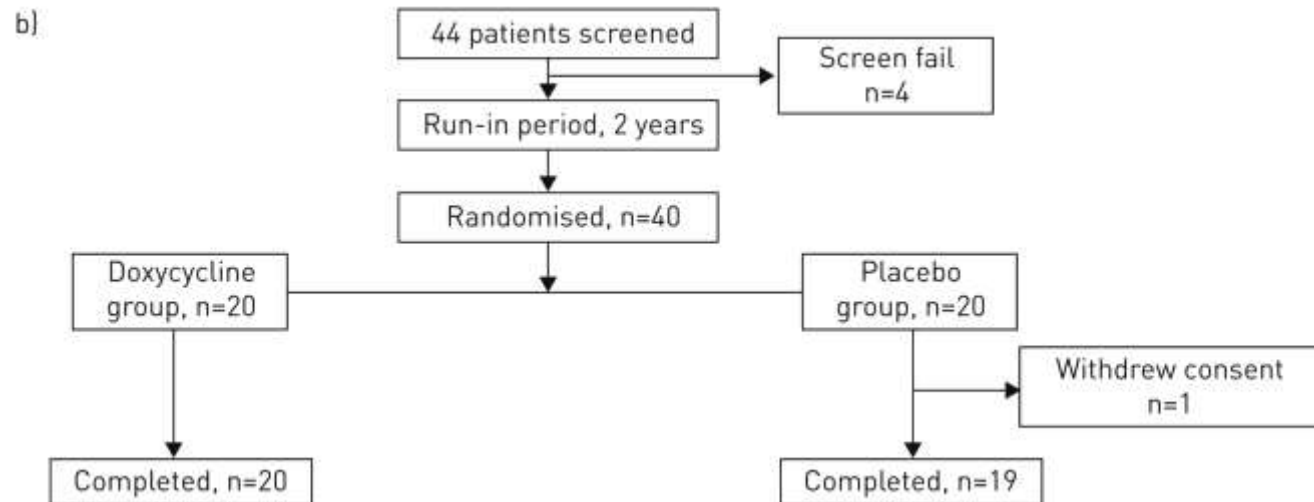 b)
44 patients screened
Screen fail
n=4
Run-in period, 2 years
Randomised, n=40
Doxycycline
group, n=20
Placebo
group, n=20
Withdrew consent
n=1
Completed, n=20
Completed, n=19